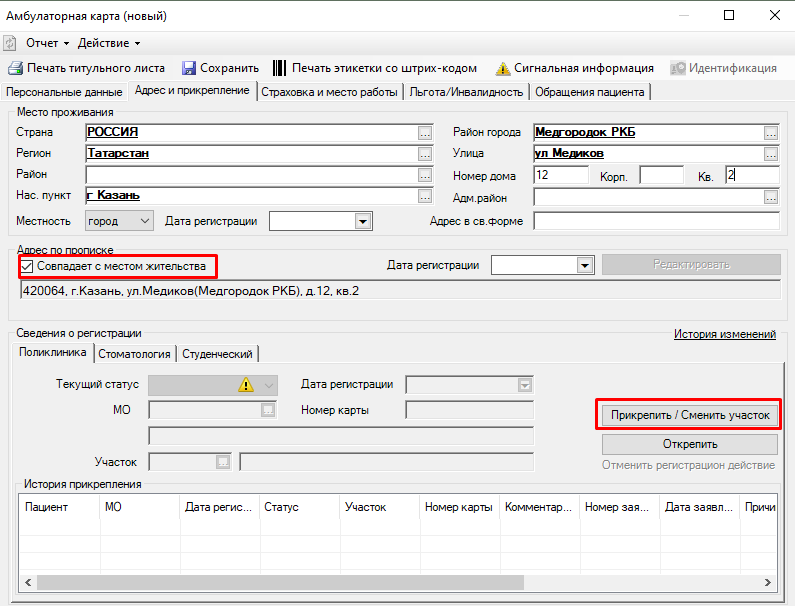 Амбулаторная карта (новый)
Отчет Действие
Печать титульного листа Сохранить Печать этикетки со штрих-кодом Сигнальная информация Идентификация
Персональные данные Адрес и прикрепление Страховка и место работы Льгота/Инвалидность Обращения пациента
Место проживания
Страна РОССИЯ ... Район города Медгородок РКБ ...
Регион Татарстан ... Улица ул Медиков ...
Район ... Номер дома 12 Корп. Кв. 2
Нас. пункт г Казань ... Адм.район ...
Местность город Дата регистрации Адрес в св.форме
Адрес по прописке
Совпадает с местом жительства Дата регистрации Редактировать
420064, г.Казань, ул.Медиков(Медгородок РКБ), д.12, кв.2
Сведения о регистрации История изменений
Поликлиника Стоматология Студенческий
Текущий статус Дата регистрации
МО ... Номер карты Прикрепить / Сменить участок
Открепить
Участок ... Отменить регистрацион действие
История прикрепления
Пациент МО Дата регис... Статус Участок Номер карты Комментар... Номер зая... Дата заявл... Причи